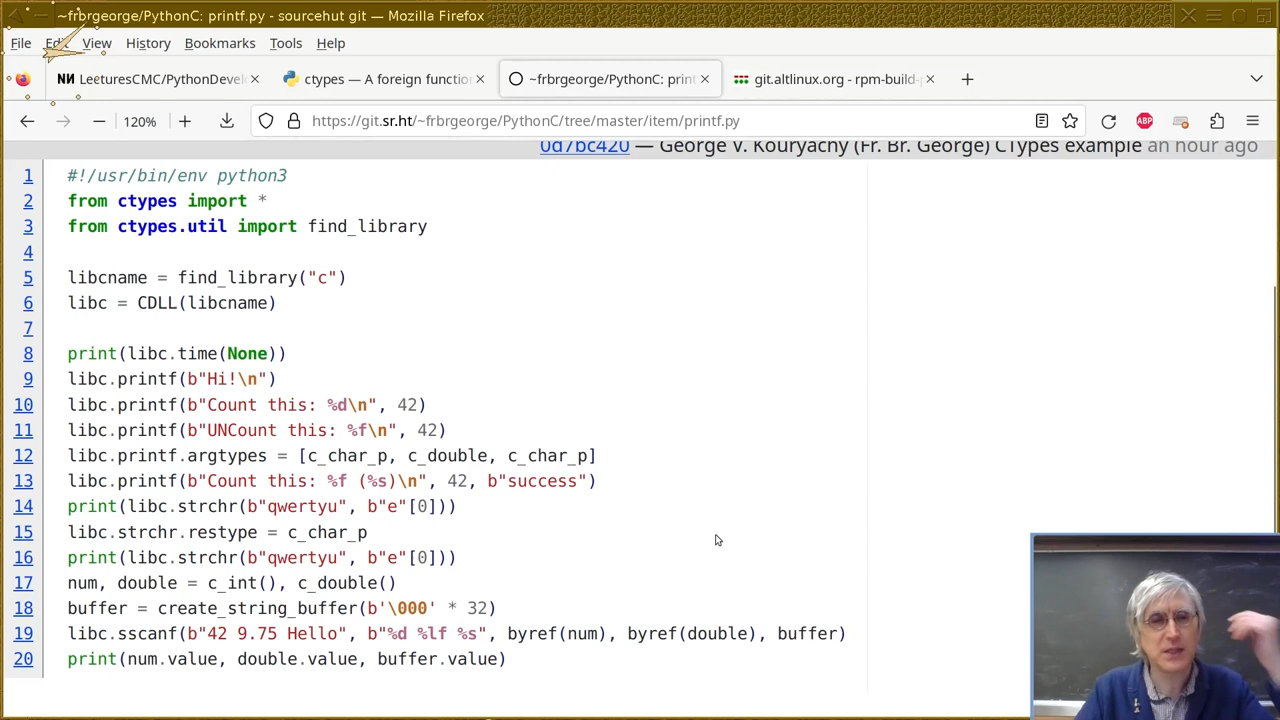 ~frbrgeorge/PythonC: printf.py - sourcehut git — Mozilla Firefox
File Edit View History Bookmarks Tools Help
LecturesCMC/PythonDevel ctypes — A foreign functio ~frbrgeorge/PythonC: print git.altlinux.org - rpm-build-
120% https://git.sr.ht/~frbrgeorge/PythonC/tree/master/item/printf.py ABP
0d7bc420 — George V. Kouryachy (Fr. Br. George) CTypes example an hour ago
1 #!/usr/bin/env python3
2 from ctypes import *
3 from ctypes.util import find_library
4
5 libcname = find_library("c")
6 libc = CDLL(libcname)
7
8 print(libc.time(None))
9 libc.printf(b"Hi!\n")
10 libc.printf(b"Count this: %d\n", 42)
11 libc.printf(b"UNCount this: %f\n", 42)
12 libc.printf.argtypes = [c_char_p, c_double, c_char_p]
13 libc.printf(b"Count this: %f (%s)\n", 42, b"success")
14 print(libc.strchr(b"qwertyu", b"e"[0]))
15 libc.strchr.restype = c_char_p
16 print(libc.strchr(b"qwertyu", b"e"[0]))
17 num, double = c_int(), c_double()
18 buffer = create_string_buffer(b'\000' * 32)
19 libc.sscanf(b"42 9.75 Hello", b"%d %lf %s", byref(num), byref(double), buffer)
20 print(num.value, double.value, buffer.value)